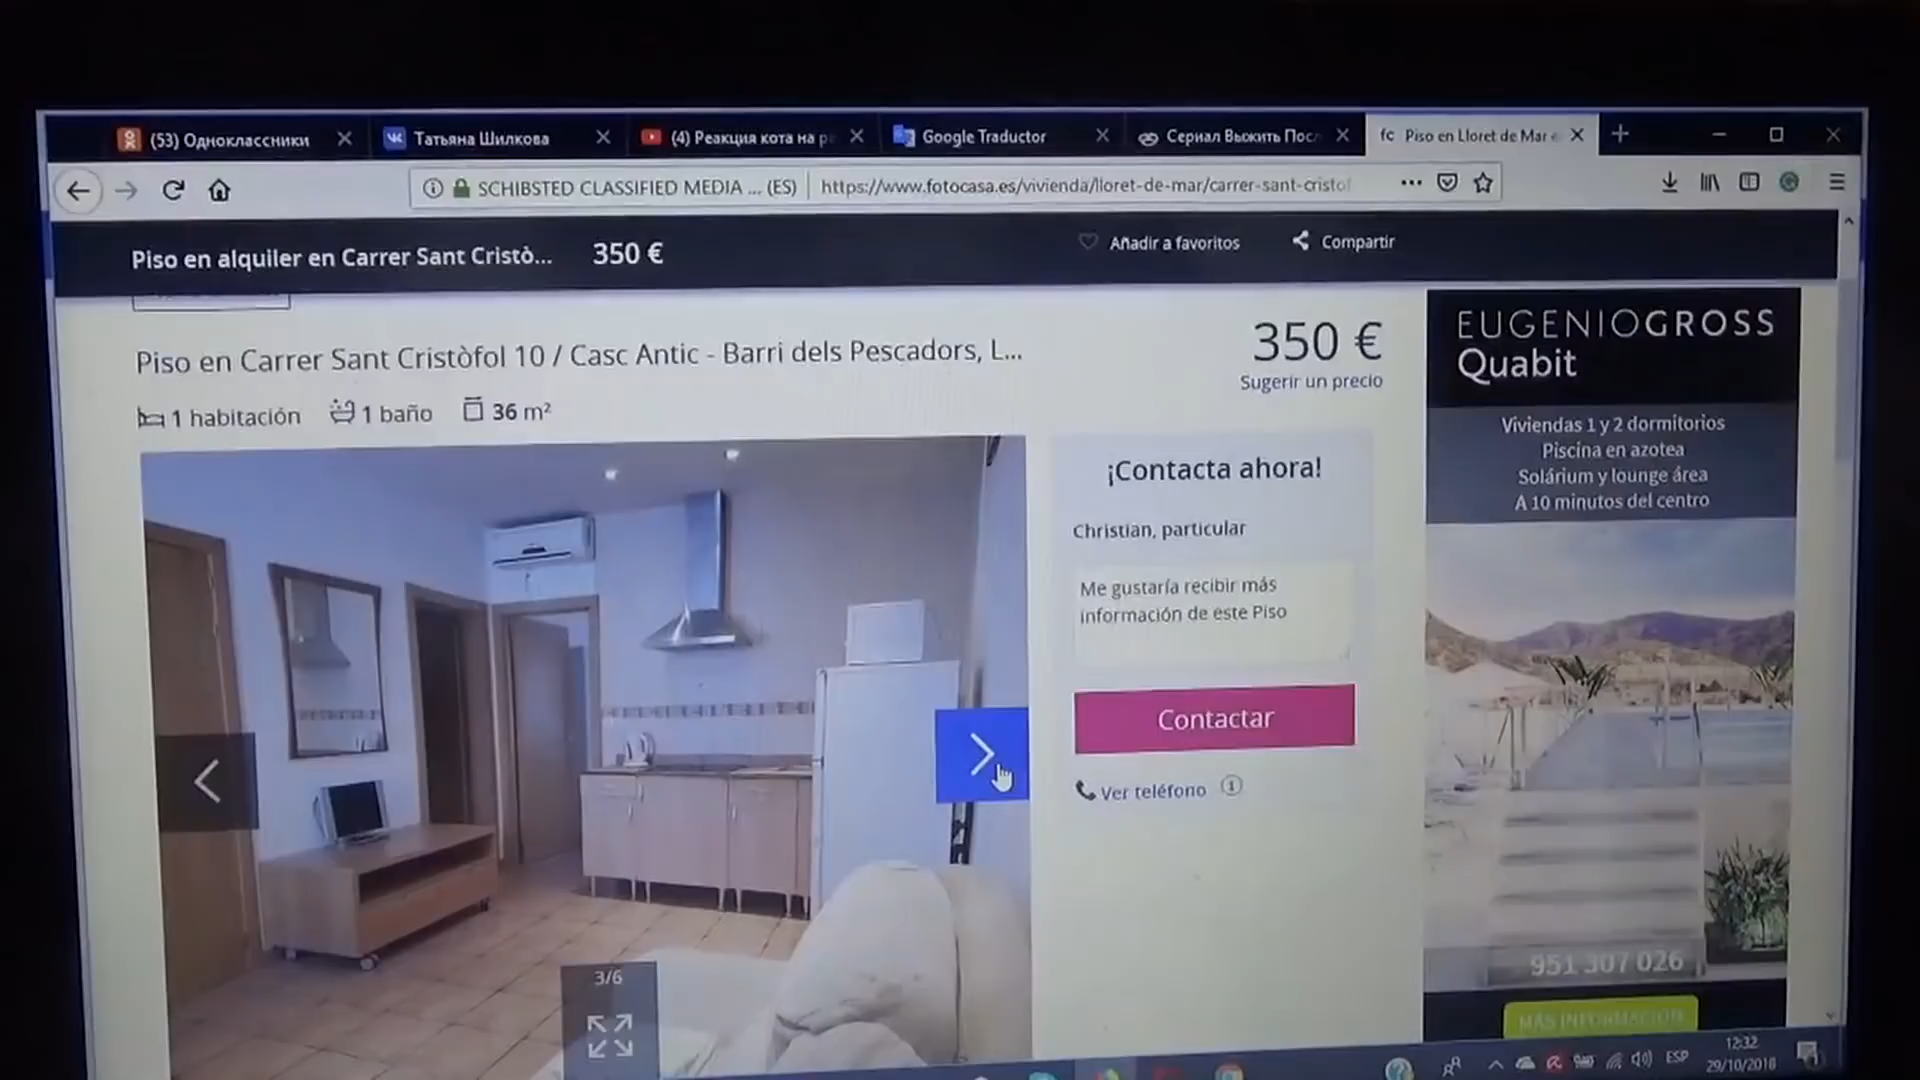 (53) Одноклассники
Татьяна Шилкова
(4) Реакция кота на р
Google Traductor
Сериал Выжить Посл
fc Piso en Lloret de Mar e
SCHIBSTED CLASSIFIED MEDIA ... (ES)
https://www.fotocasa.es/vivienda/lloret-de-mar/carrer-sant-cristof
Piso en alquiler en Carrer Sant Cristò... 350 €
Añadir a favoritos
Compartir
Piso en Carrer Sant Cristòfol 10 / Casc Antic - Barri dels Pescadors, L...
350 €
Sugerir un precio
1 habitación 1 baño 36 m²
¡Contacta ahora!
Christian, particular
Me gustaría recibir más
información de este Piso
Contactar
Ver teléfono
3/6
EUGENIOGROSS
Quabit
Viviendas 1 y 2 dormitorios
Piscina en azotea
Solárium y lounge área
A 10 minutos del centro
951 307 026
MÁS INFORMACIÓN
ESP
12:32
29/10/2018